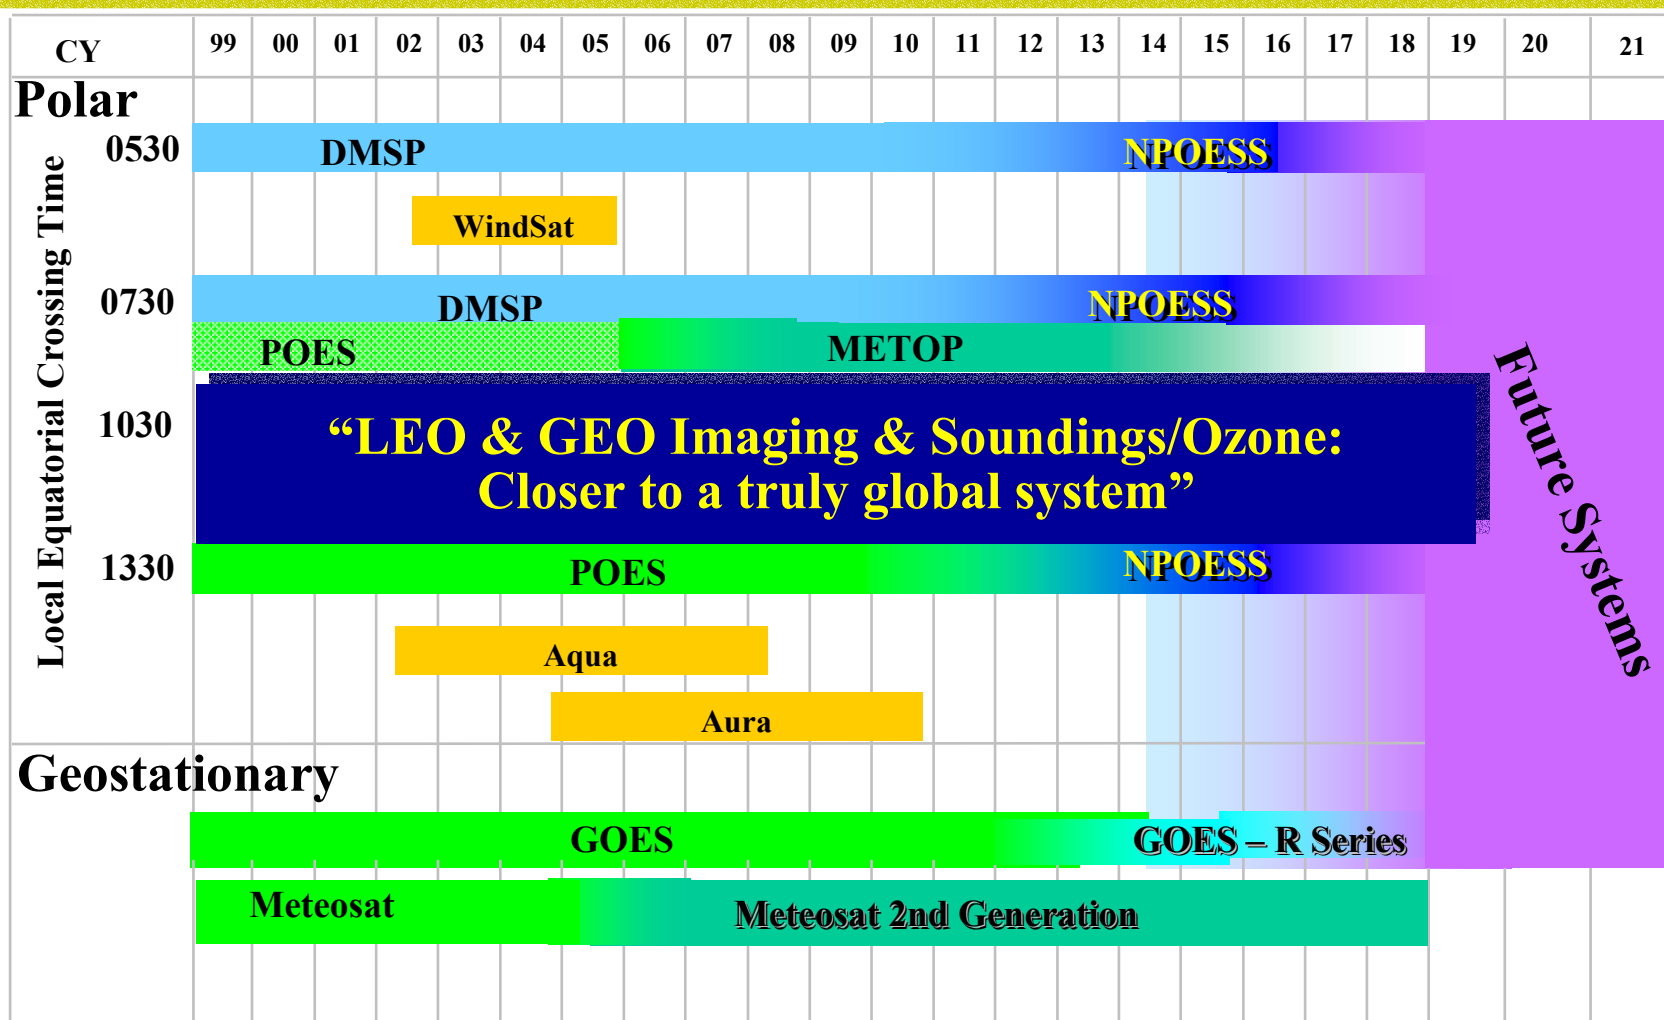 CY 99 00 01 02 03 04 05 06 07 08 09 10 11 12 13 14 15 16 17 18 19 20 21
Polar
Local Equatorial Crossing Time
0530 DMSP NPOESS
WindSat
0730 DMSP NPOESS
POES METOP
1030
“LEO & GEO Imaging & Soundings/Ozone:
Closer to a truly global system”
1330 POES NPOESS
Aqua
Aura
Future Systems
Geostationary
GOES GOES – R Series
Meteosat Meteosat 2nd Generation